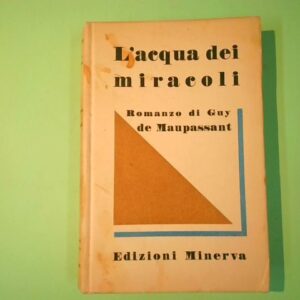 L'acqua dei
miracoli
Romanzo di Guy
de Maupassant
Edizioni Minerva